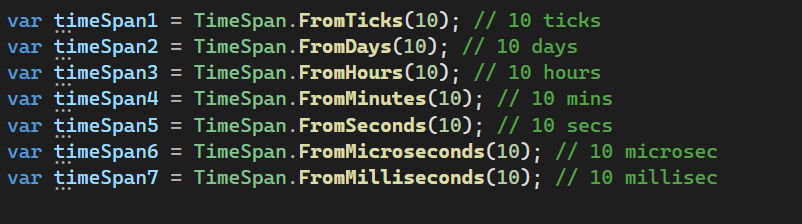 var timeSpan1 = TimeSpan.FromTicks(10); // 10 ticks
var timeSpan2 = TimeSpan.FromDays(10); // 10 days
var timeSpan3 = TimeSpan.FromHours(10); // 10 hours
var timeSpan4 = TimeSpan.FromMinutes(10); // 10 mins
var timeSpan5 = TimeSpan.FromSeconds(10); // 10 secs
var timeSpan6 = TimeSpan.FromMicroseconds(10); // 10 microsec
var timeSpan7 = TimeSpan.FromMilliseconds(10); // 10 millisec